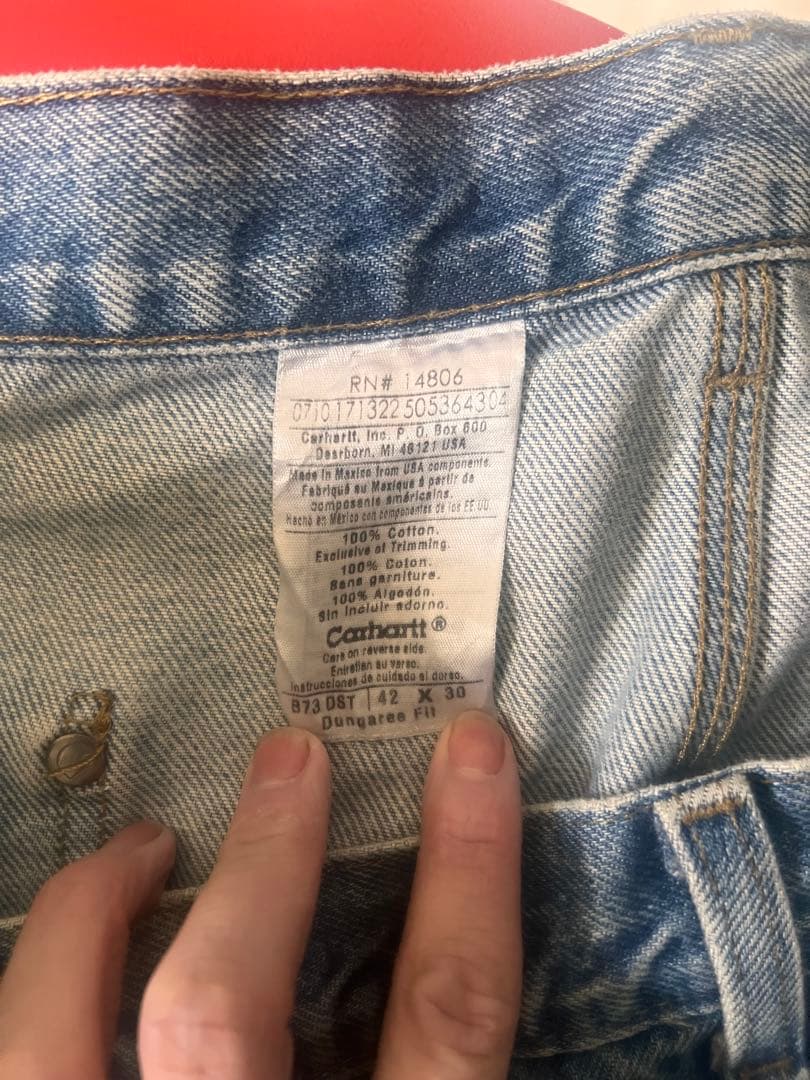 RN# 14806
0710171322505364304
Carhartt, Inc. P. O. Box 600
Dearborn, MI 48121 USA
Made in Mexico from USA components.
Fabriqué au Mexique à partir de
composants américains.
Hecho en México con componentes de los EE.UU.
100% Cotton.
Exclusive of Trimming.
100% Coton.
Sans garniture.
100% Algodón.
Sin incluir adorno.
Carhartt®
Care on reverse side.
Entretien au verso.
Instrucciones de cuidado al dorso.
B73 DST | 42 X 30
Dungaree Fit